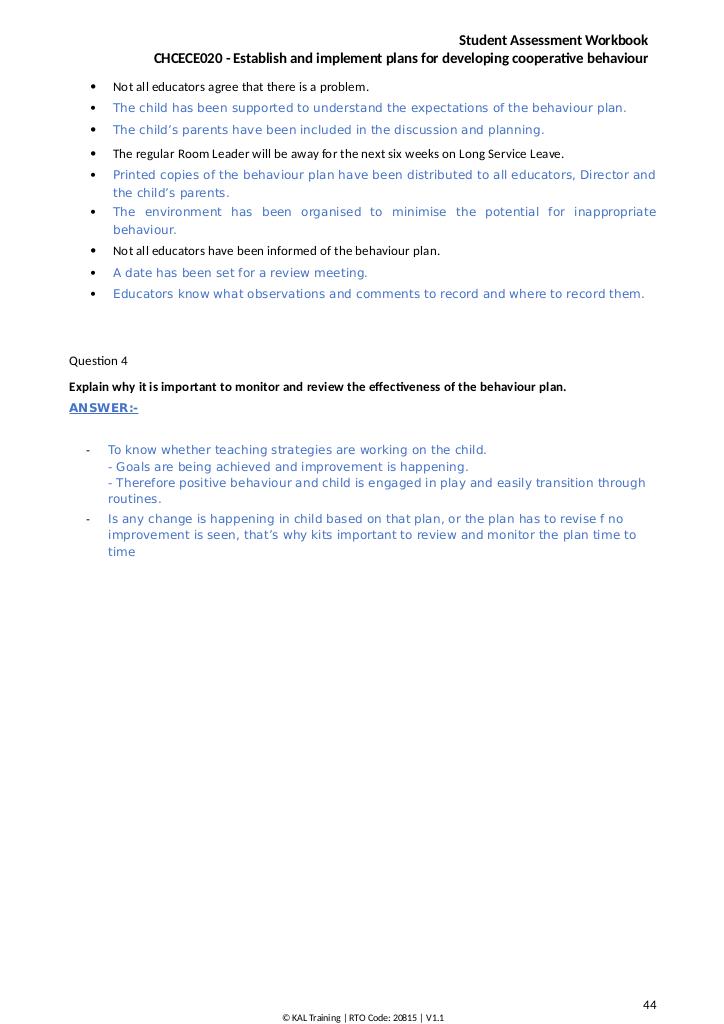 Student Assessment Workbook
CHCECE020 - Establish and implement plans for developing cooperative behaviour
• Not all educators agree that there is a problem.
• The child has been supported to understand the expectations of the behaviour plan.
• The child’s parents have been included in the discussion and planning.
• The regular Room Leader will be away for the next six weeks on Long Service Leave.
• Printed copies of the behaviour plan have been distributed to all educators, Director and
the child’s parents.
• The environment has been organised to minimise the potential for inappropriate
behaviour.
• Not all educators have been informed of the behaviour plan.
• A date has been set for a review meeting.
• Educators know what observations and comments to record and where to record them.
Question 4
Explain why it is important to monitor and review the effectiveness of the behaviour plan.
ANSWER:-
- To know whether teaching strategies are working on the child.
- Goals are being achieved and improvement is happening.
- Therefore positive behaviour and child is engaged in play and easily transition through
routines.
- Is any change is happening in child based on that plan, or the plan has to revise f no
improvement is seen, that’s why kits important to review and monitor the plan time to
time
44
© KAL Training | RTO Code: 20815 | V1.1